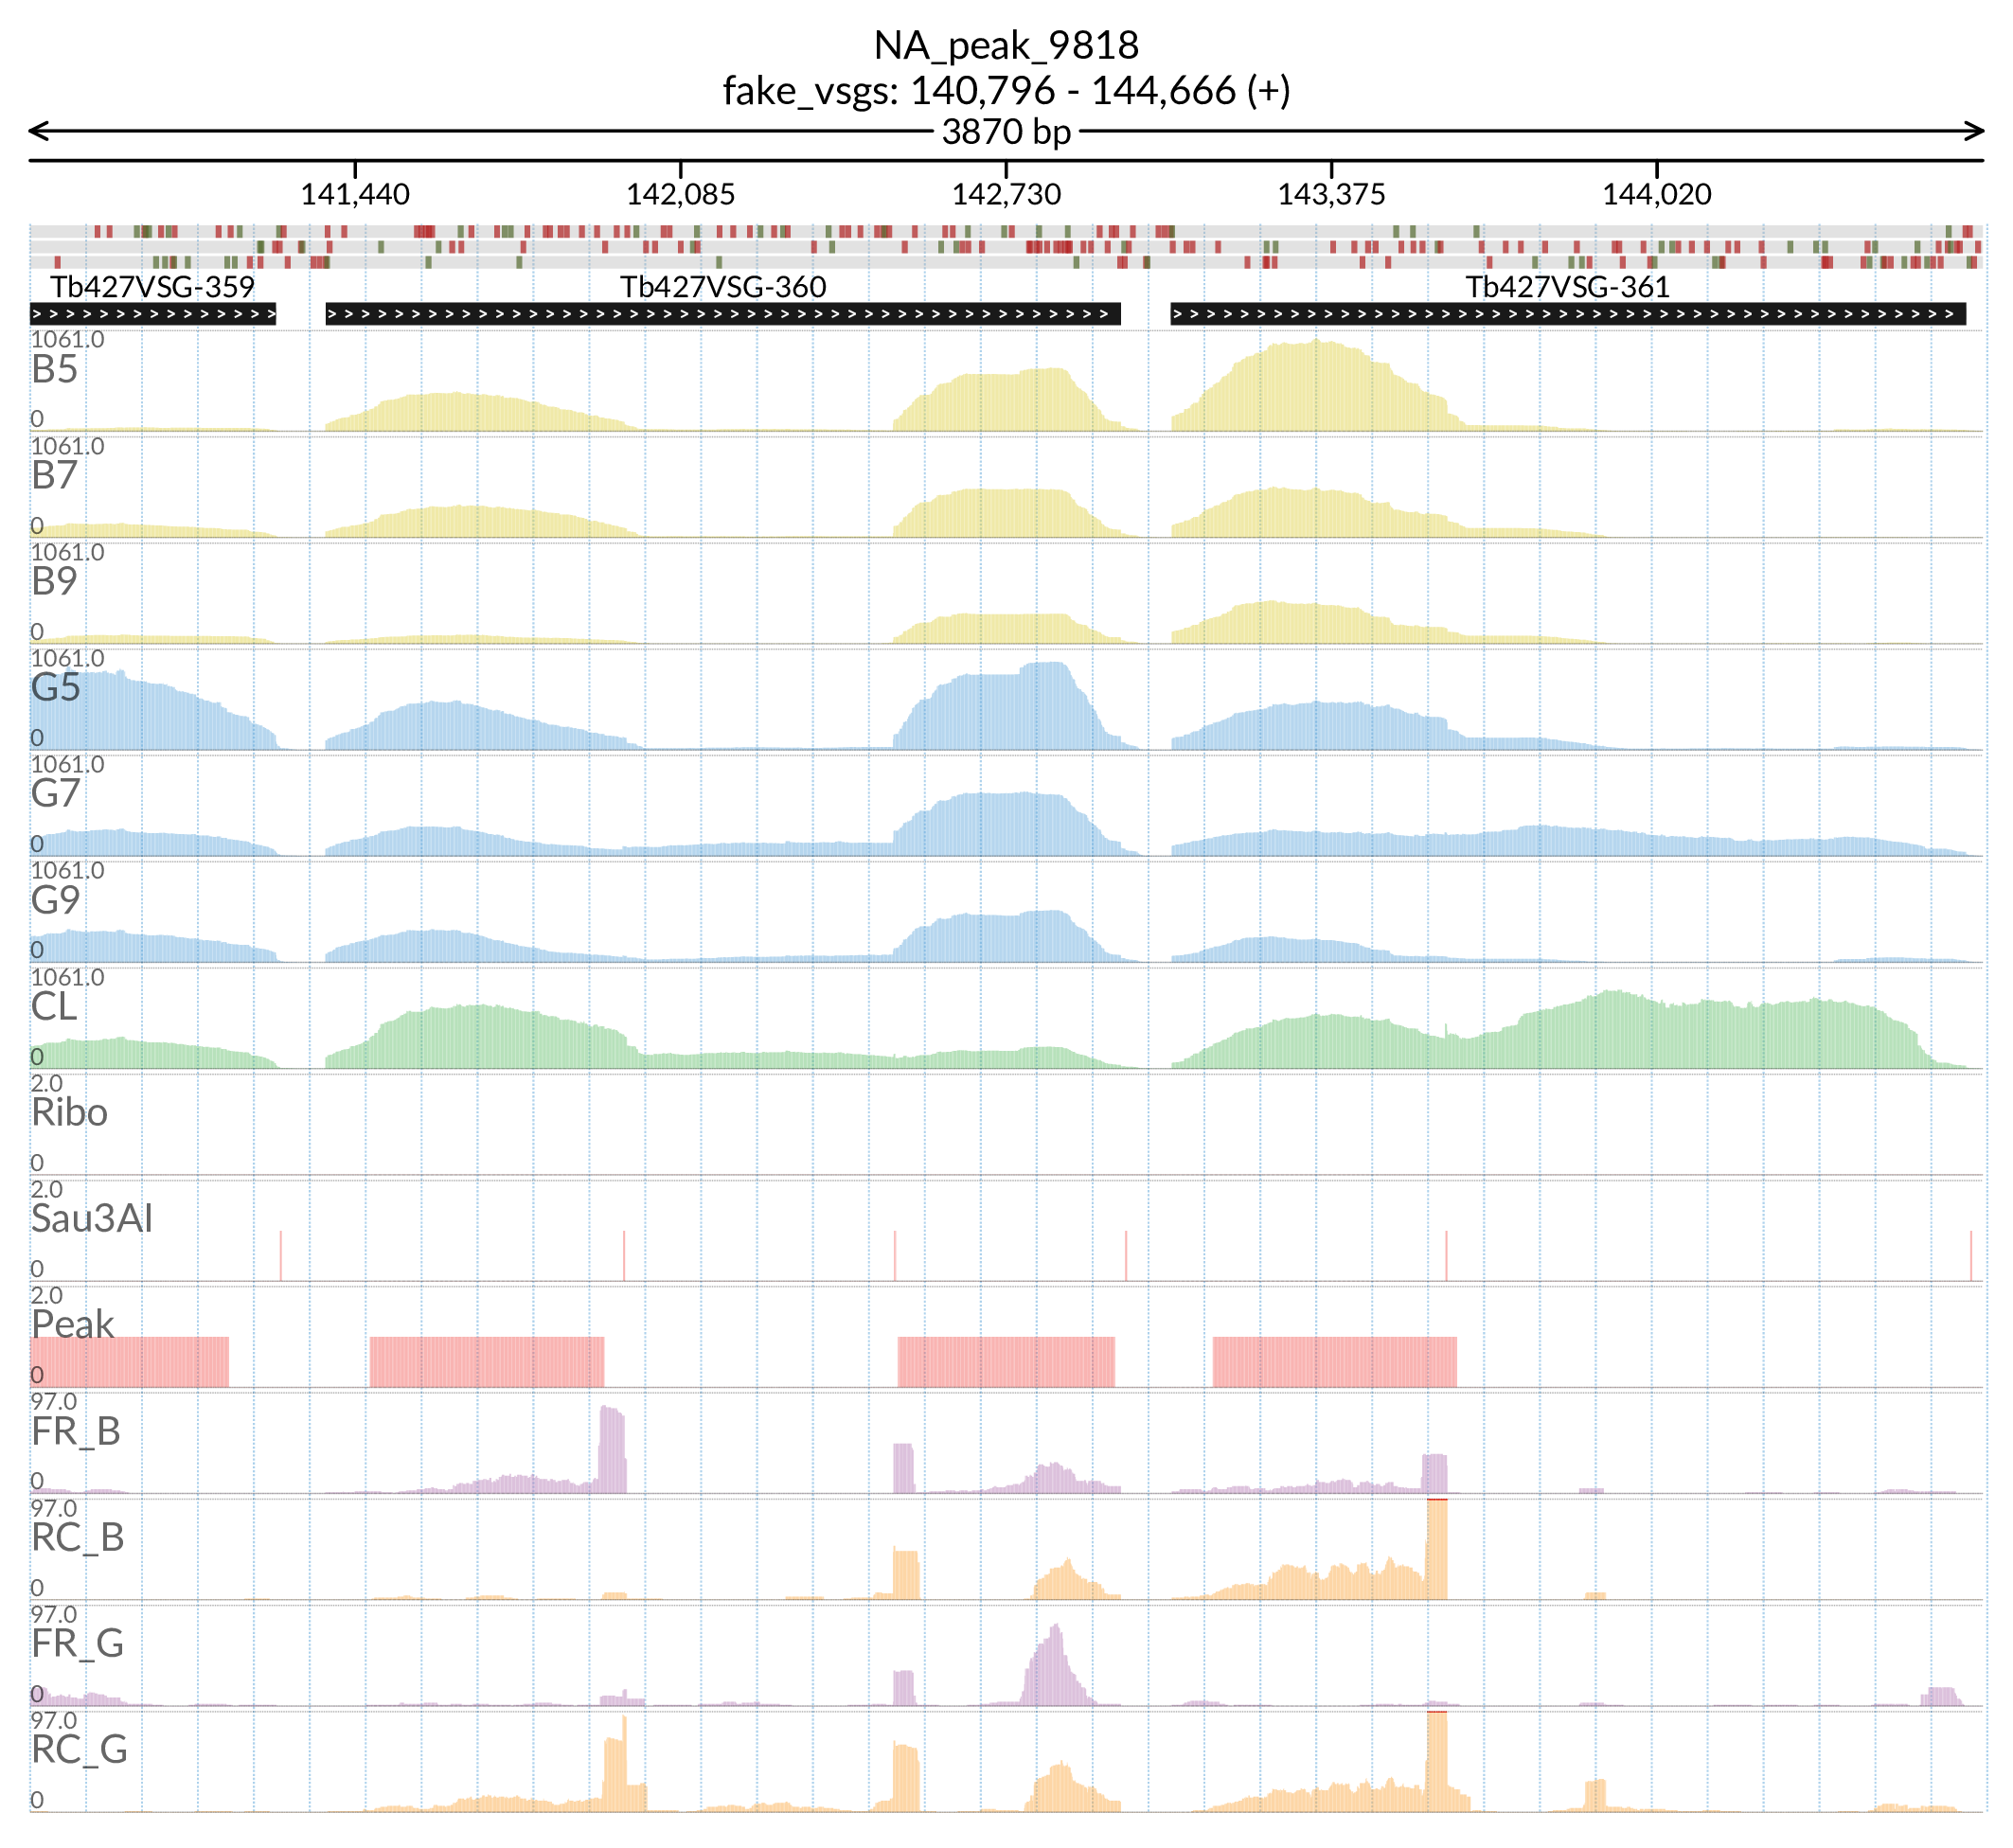 NA_peak_9818
fake_vsgs: 140,796 - 144,666 (+)
3870 bp
141,440 142,085 142,730 143,375 144,020
Tb427VSG-359 Tb427VSG-360 Tb427VSG-361
1061.0
B5
0
1061.0
B7
0
1061.0
B9
0
1061.0
G5
0
1061.0
G7
0
1061.0
G9
0
1061.0
CL
0
2.0
Ribo
0
2.0
Sau3AI
0
2.0
Peak
0
97.0
FR_B
0
97.0
RC_B
0
97.0
FR_G
0
97.0
RC_G
0